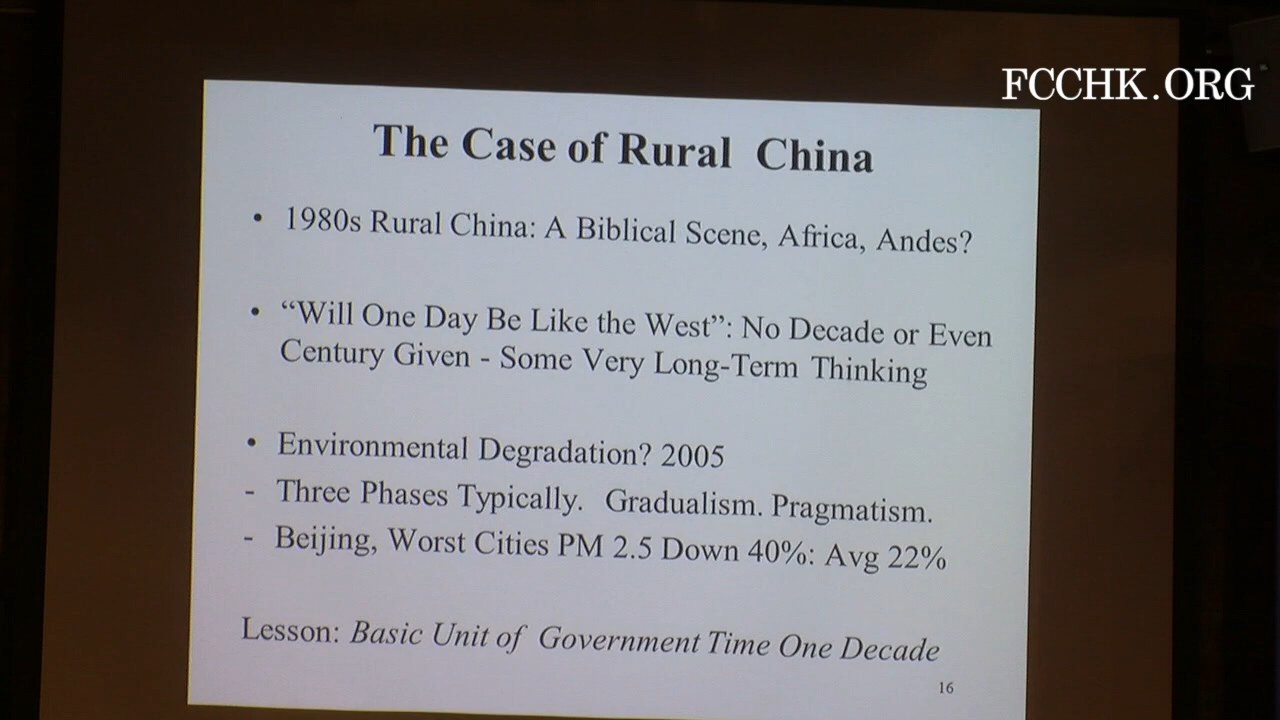 FCCHK.ORG
The Case of Rural China
• 1980s Rural China: A Biblical Scene, Africa, Andes?
• “Will One Day Be Like the West”: No Decade or Even
Century Given - Some Very Long-Term Thinking
• Environmental Degradation? 2005
- Three Phases Typically. Gradualism. Pragmatism.
- Beijing, Worst Cities PM 2.5 Down 40%: Avg 22%
Lesson: Basic Unit of Government Time One Decade
16